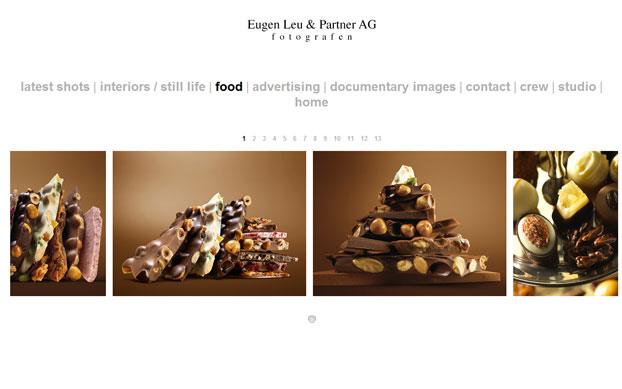 Eugen Leu & Partner AG
fotografen
latest shots | interiors / still life | food | advertising | documentary images | contact | crew | studio |
home
1 2 3 4 5 6 7 8 9 10 11 12 13